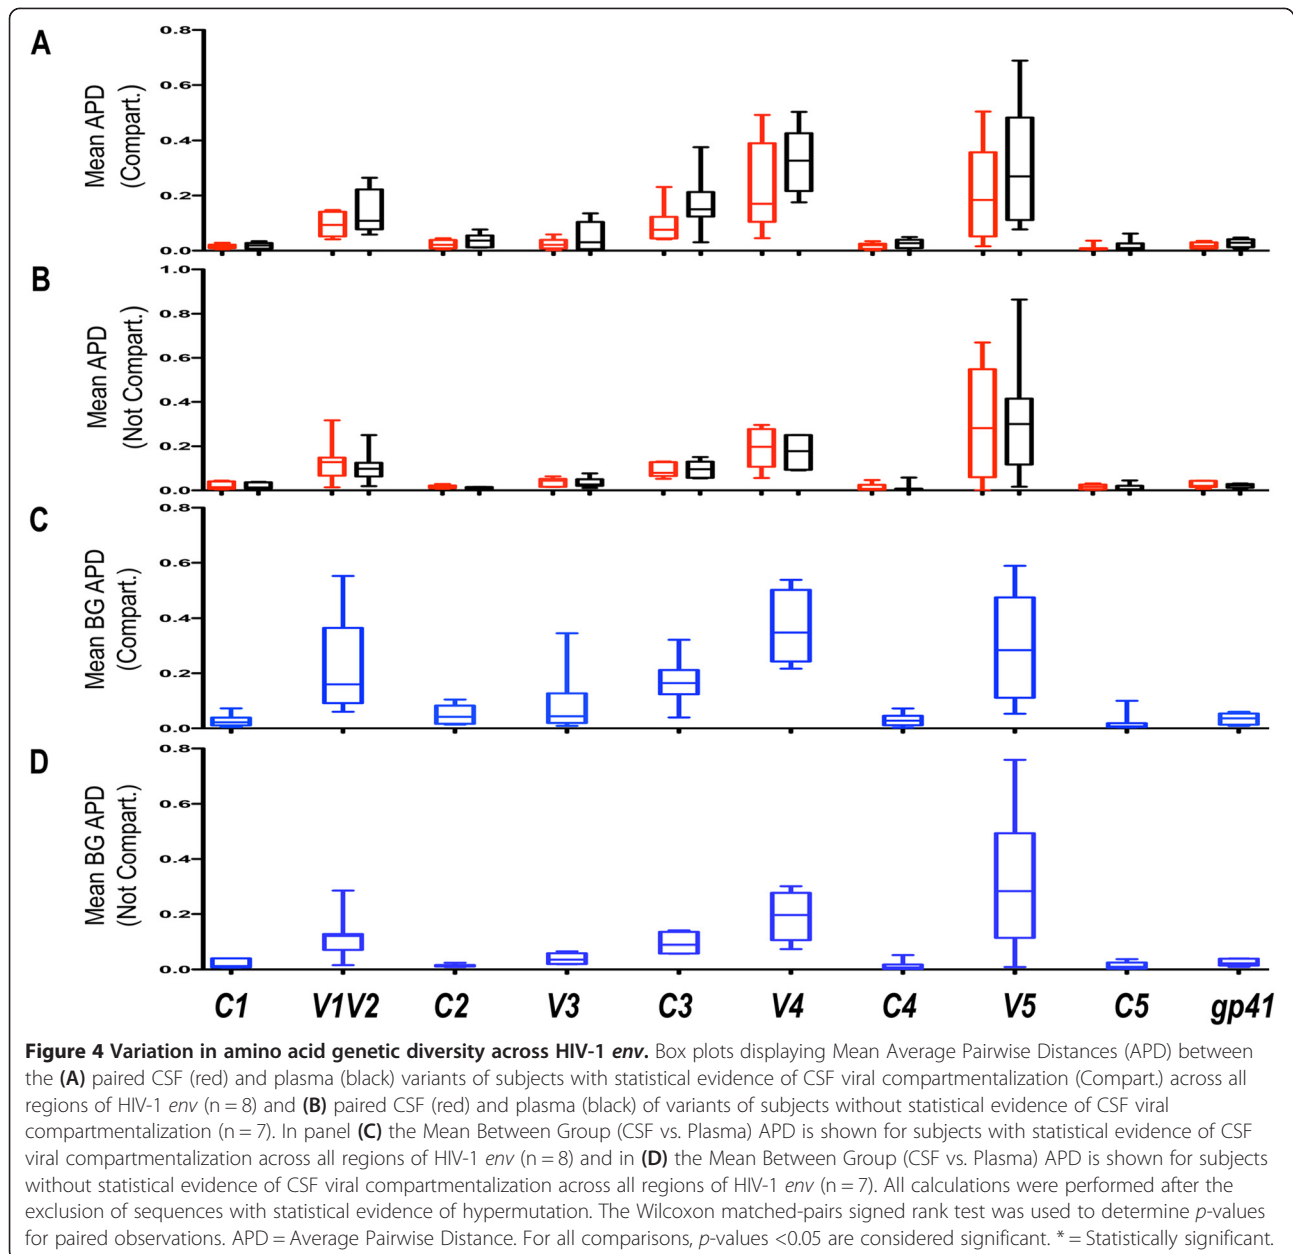 A
Mean APD
(Compart.)
0.8
0.6
0.4
0.2
0.0
B
Mean APD
(Not Compart.)
1.0
0.8
0.6
0.4
0.2
0.0
C
Mean BG APD
(Compart.)
0.8
0.6
0.4
0.2
0.0
D
Mean BG APD
(Not Compart.)
0.8
0.6
0.4
0.2
0.0
C1 V1V2 C2 V3 C3 V4 C4 V5 C5 gp41
Figure 4 Variation in amino acid genetic diversity across HIV-1 env. Box plots displaying Mean Average Pairwise Distances (APD) between
the (A) paired CSF (red) and plasma (black) variants of subjects with statistical evidence of CSF viral compartmentalization (Compart.) across all
regions of HIV-1 env (n = 8) and (B) paired CSF (red) and plasma (black) of variants of subjects without statistical evidence of CSF viral
compartmentalization (n = 7). In panel (C) the Mean Between Group (CSF vs. Plasma) APD is shown for subjects with statistical evidence of CSF
viral compartmentalization across all regions of HIV-1 env (n = 8) and in (D) the Mean Between Group (CSF vs. Plasma) APD is shown for subjects
without statistical evidence of CSF viral compartmentalization across all regions of HIV-1 env (n = 7). All calculations were performed after the
exclusion of sequences with statistical evidence of hypermutation. The Wilcoxon matched-pairs signed rank test was used to determine p-values
for paired observations. APD = Average Pairwise Distance. For all comparisons, p-values <0.05 are considered significant. * = Statistically significant.